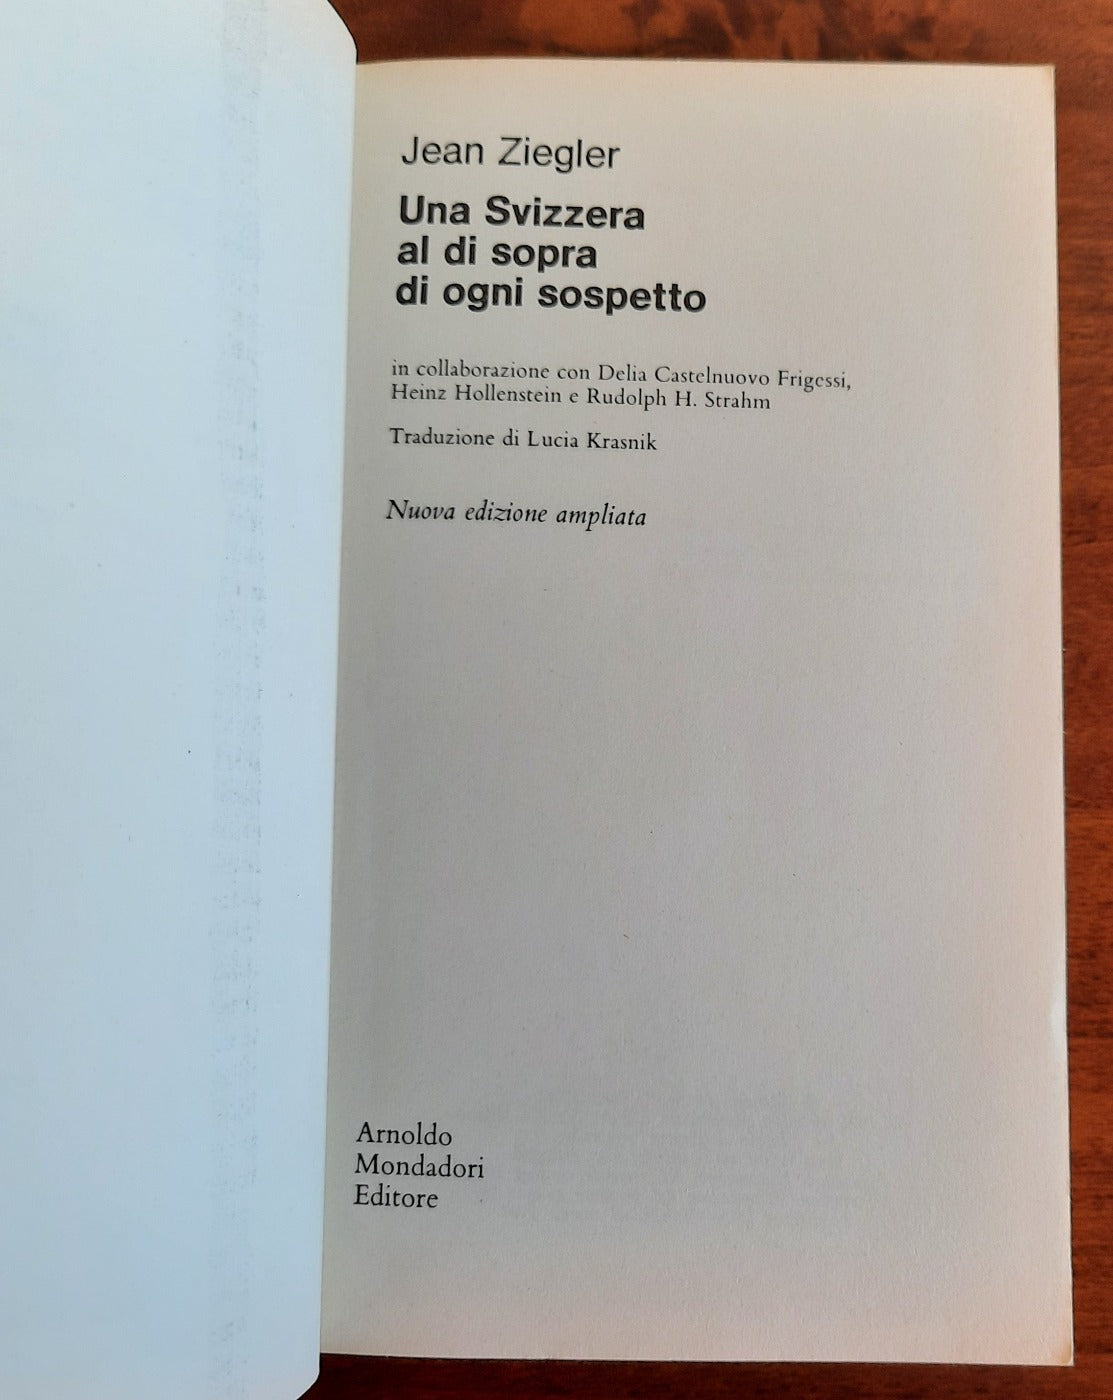 Jean Ziegler
Una Svizzera
al di sopra
di ogni sospetto
in collaborazione con Delia Castelnuovo Frigessi,
Heinz Hollenstein e Rudolph H. Strahm
Traduzione di Lucia Krasnik
Nuova edizione ampliata
Arnoldo
Mondadori
Editore